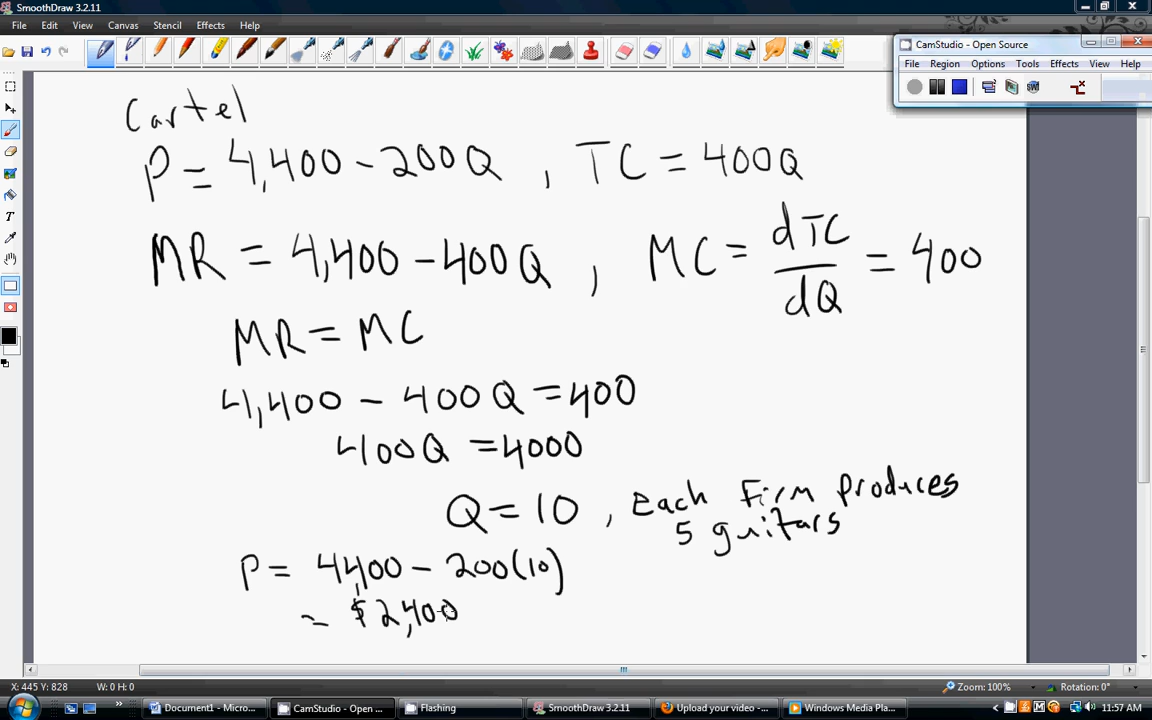 SmoothDraw 3.2.11
File Edit View Canvas Stencil Effects Help
CamStudio - Open Source
File Region Options Tools Effects View Help
Cartel
P = 4,400 - 200Q , TC = 400Q
MR = 4,400 - 400Q , MC = dTC/dQ = 400
MR = MC
4,400 - 400Q = 400
400Q = 4000
Q = 10 , Each Firm produces
5 guitars
P = 4,400 - 200(10)
= $2,400
X: 445 Y: 828 W: 0 H: 0 Zoom: 100% Rotation: 0°
Document1 - Micro... CamStudio - Open ... Flashing SmoothDraw 3.2.11 Upload your video -... Windows Media Pla... 11:57 AM